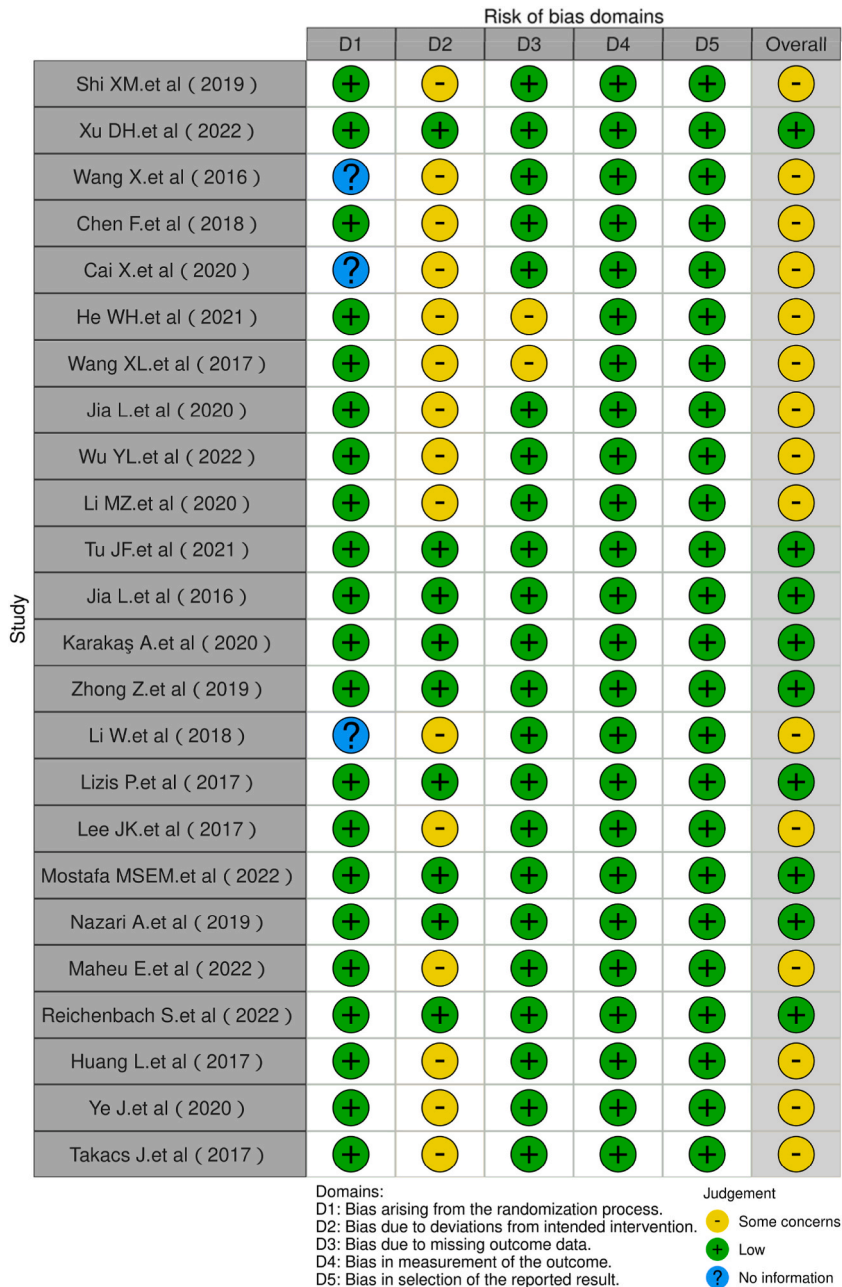 Risk of bias domains
D1 D2 D3 D4 D5 Overall
Shi XM.et al ( 2019 ) + - + + + -
Xu DH.et al ( 2022 ) + + + + + +
Wang X.et al ( 2016 ) ? - + + + -
Chen F.et al ( 2018 ) + - + + + -
Cai X.et al ( 2020 ) ? - + + + -
He WH.et al ( 2021 ) + - - + + -
Wang XL.et al ( 2017 ) + - - + + -
Jia L.et al ( 2020 ) + - + + + -
Wu YL.et al ( 2022 ) + - + + + -
Li MZ.et al ( 2020 ) + - + + + -
Tu JF.et al ( 2021 ) + + + + + +
Jia L.et al ( 2016 ) + + + + + +
Study
Karakaş A.et al ( 2020 ) + + + + + +
Zhong Z.et al ( 2019 ) + + + + + +
Li W.et al ( 2018 ) ? - + + + -
Lizis P.et al ( 2017 ) + + + + + +
Lee JK.et al ( 2017 ) + - + + + -
Mostafa MSEM.et al ( 2022 ) + + + + + +
Nazari A.et al ( 2019 ) + + + + + +
Maheu E.et al ( 2022 ) + - + + + -
Reichenbach S.et al ( 2022 ) + + + + + +
Huang L.et al ( 2017 ) + - + + + -
Ye J.et al ( 2020 ) + - + + + -
Takacs J.et al ( 2017 ) + - + + + -
Domains:
D1: Bias arising from the randomization process.
D2: Bias due to deviations from intended intervention.
D3: Bias due to missing outcome data.
D4: Bias in measurement of the outcome.
D5: Bias in selection of the reported result.
Judgement
- Some concerns
+ Low
? No information